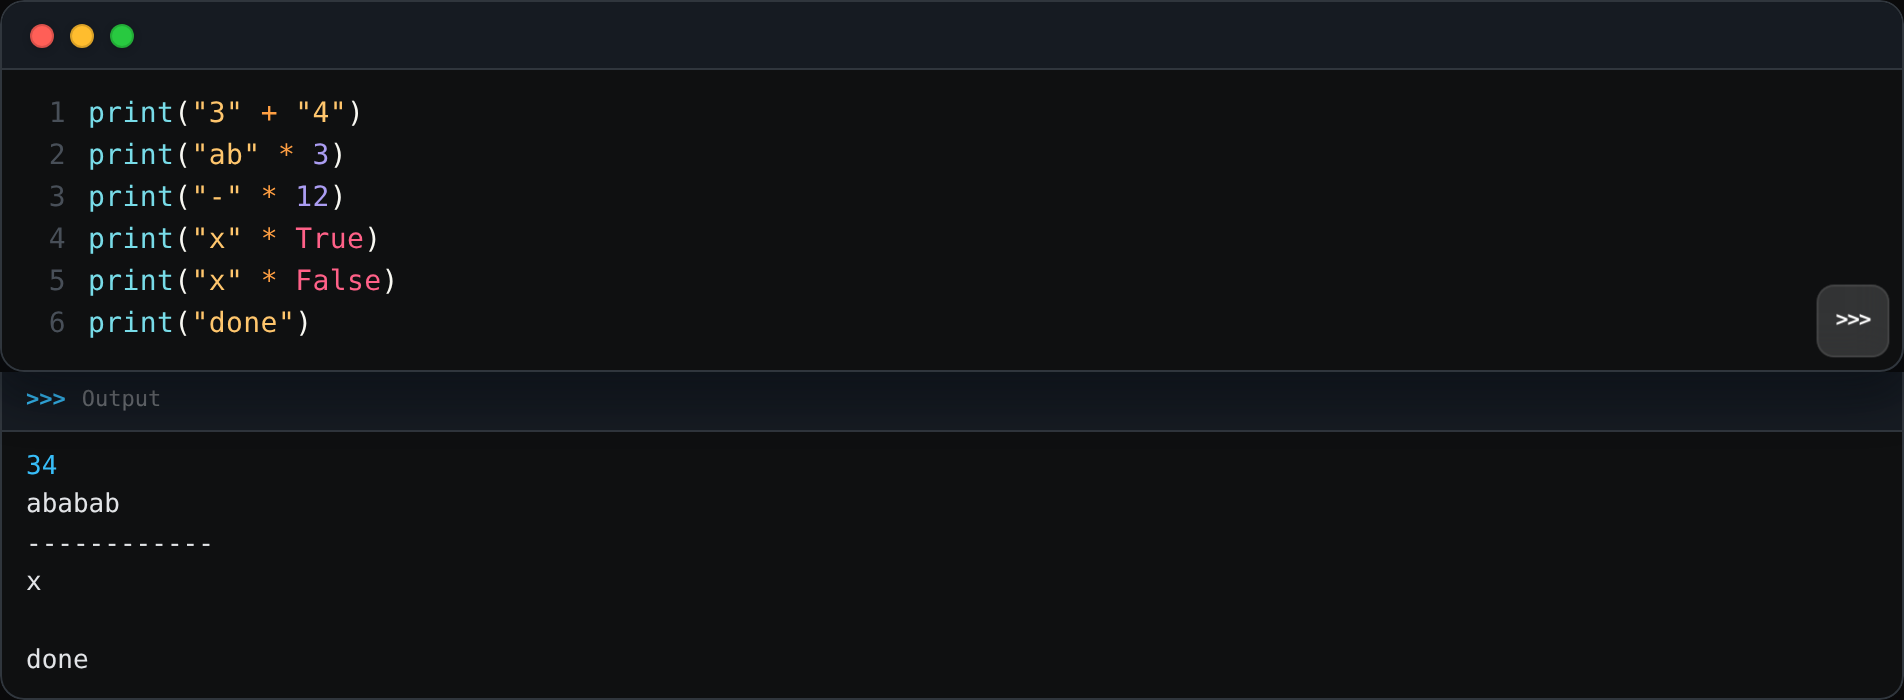 1 print("3" + "4")
2 print("ab" * 3)
3 print("-" * 12)
4 print("x" * True)
5 print("x" * False)
6 print("done")
>>>
>>> Output
34
ababab
------------
x

done